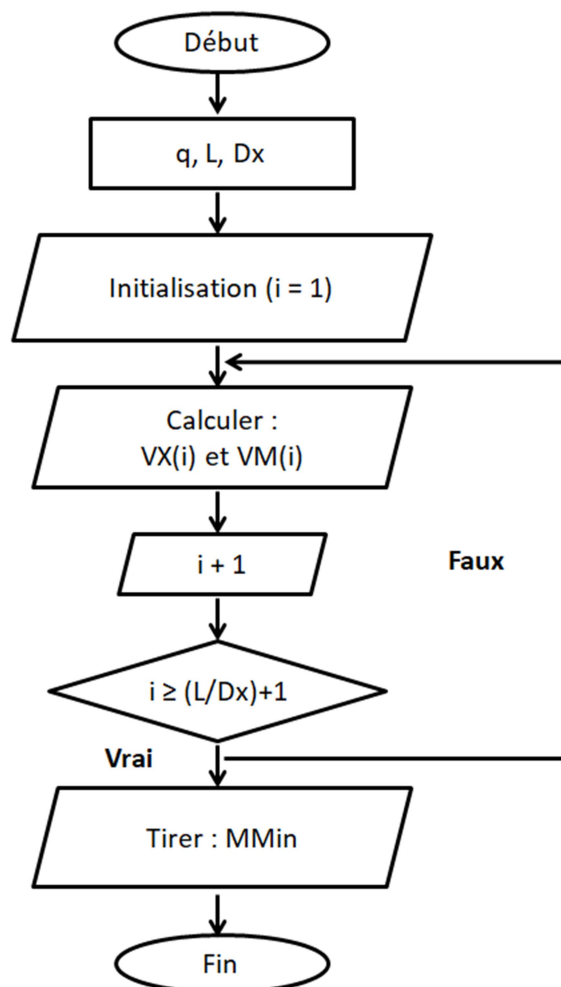 Début
q, L, Dx
Initialisation (i = 1)
Calculer :
VX(i) et VM(i)
i + 1
Faux
i ≥ (L/Dx)+1
Vrai
Tirer : MMin
Fin